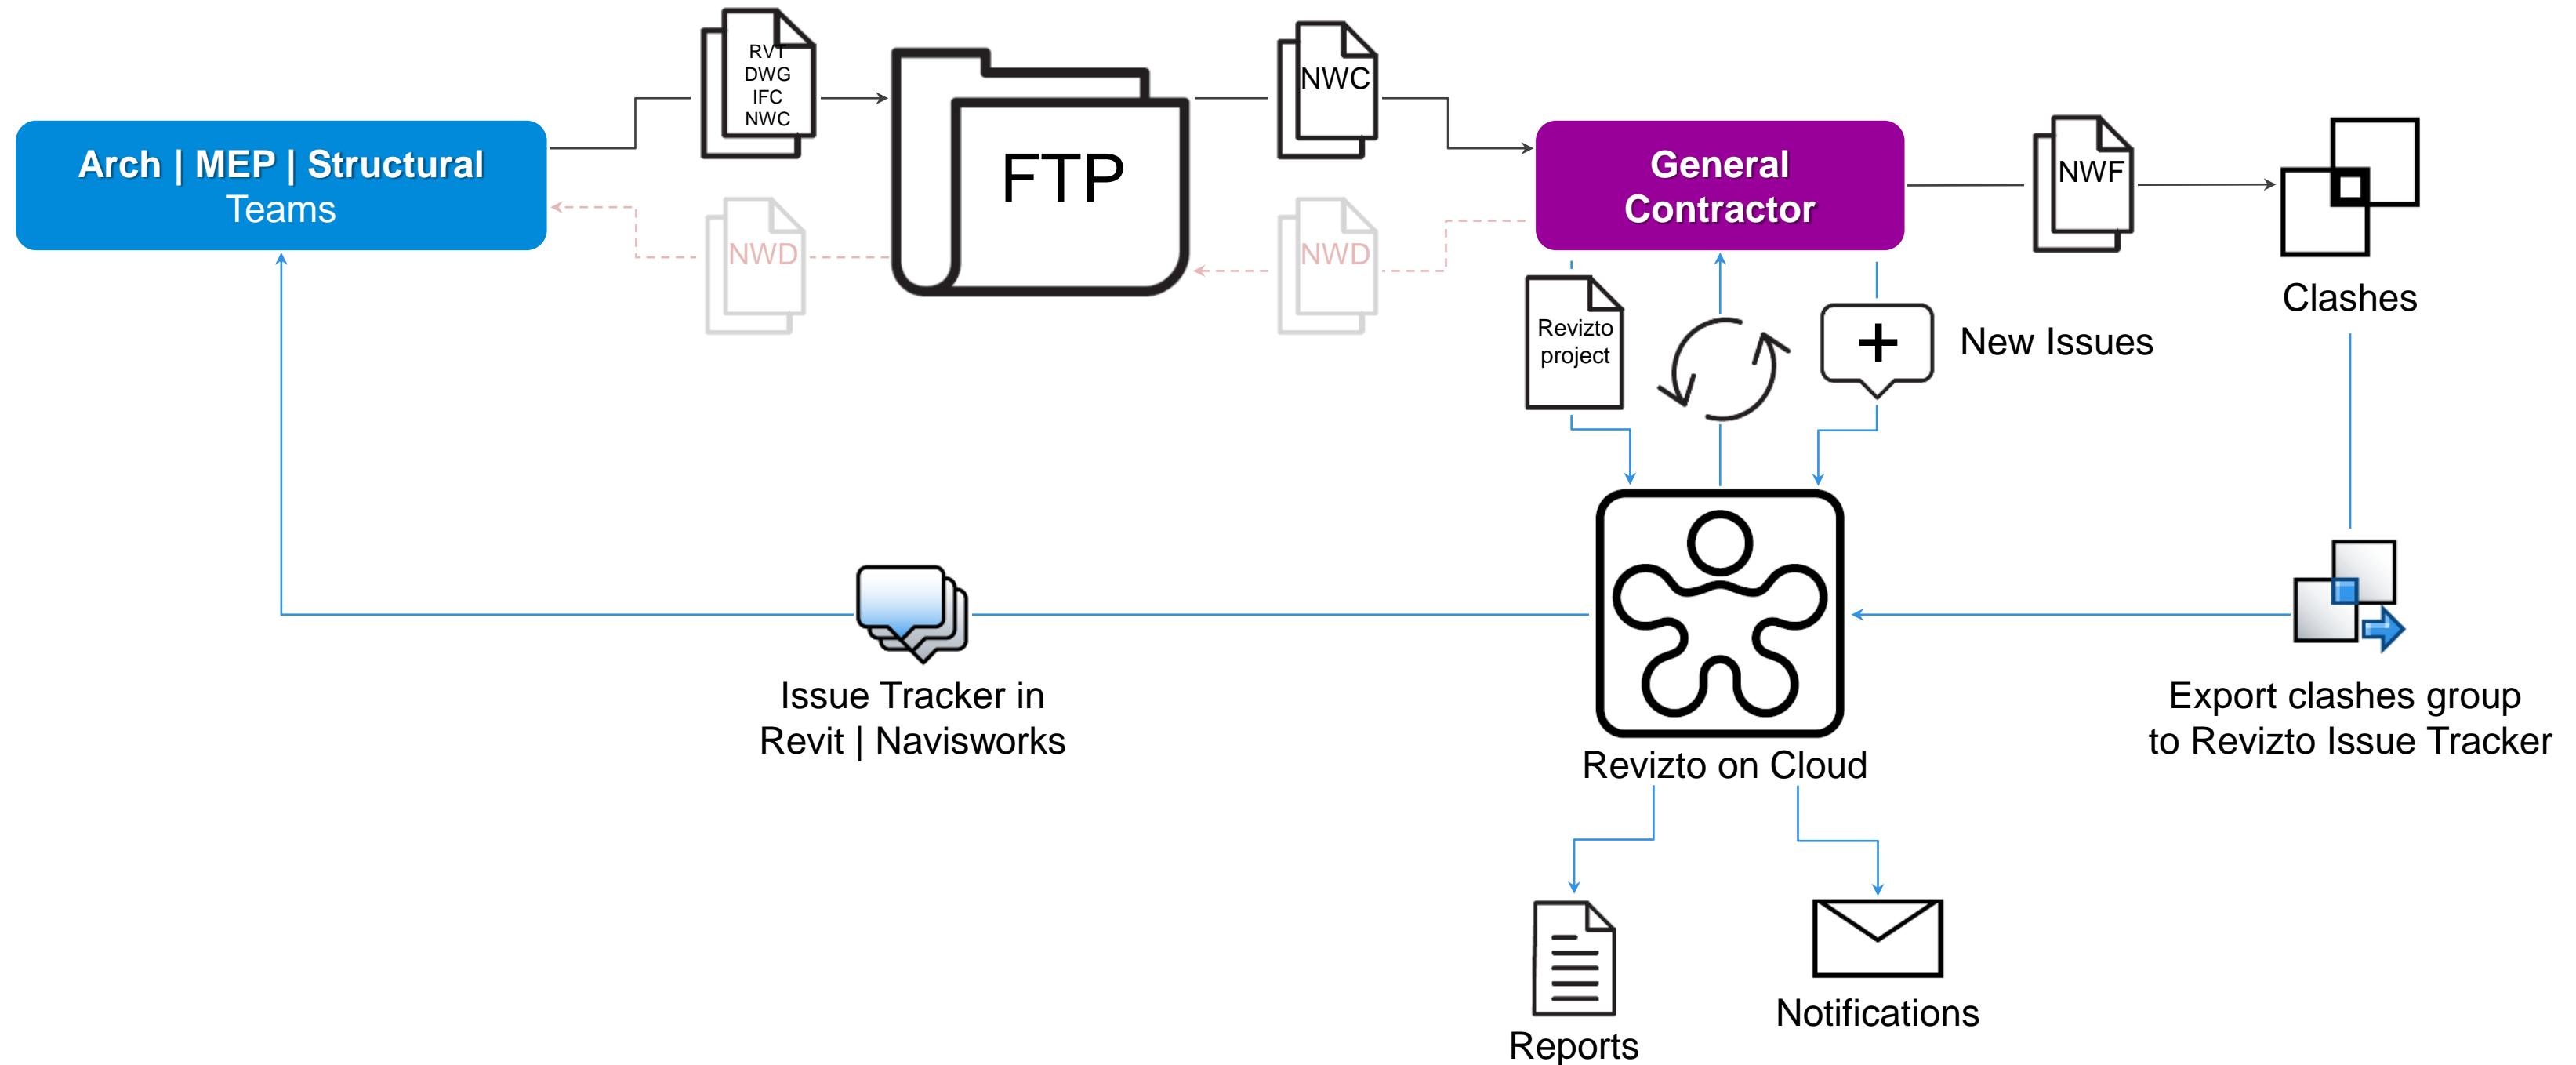 RVT
DWG
IFC
NWC
NWC
FTP
Arch | MEP | Structural
Teams
General
Contractor
NWF
NWD
NWD
Clashes
Revizto
project
New Issues
Issue Tracker in
Revit | Navisworks
Export clashes group
to Revizto Issue Tracker
Revizto on Cloud
Notifications
Reports